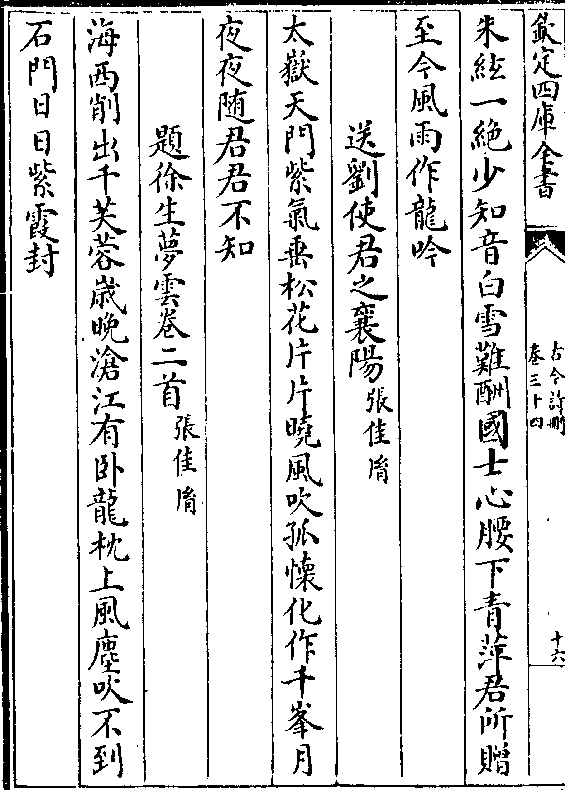 欽定四庫全書
古今詩刪
卷三十四
十六
朱絃一絶少知音白雪難酬國士心腰下青萍君所贈
至今風雨作龍吟
送劉使君之襄陽張佳胤
太嶽天門紫氣垂松花片片曉風吹孤懐化作千峯月
夜夜随君君不知
題徐生夢雲卷二首張佳胤
海西削出千芙蓉歲晩滄江有卧龍枕上風塵吹不到
石門日日紫霞封